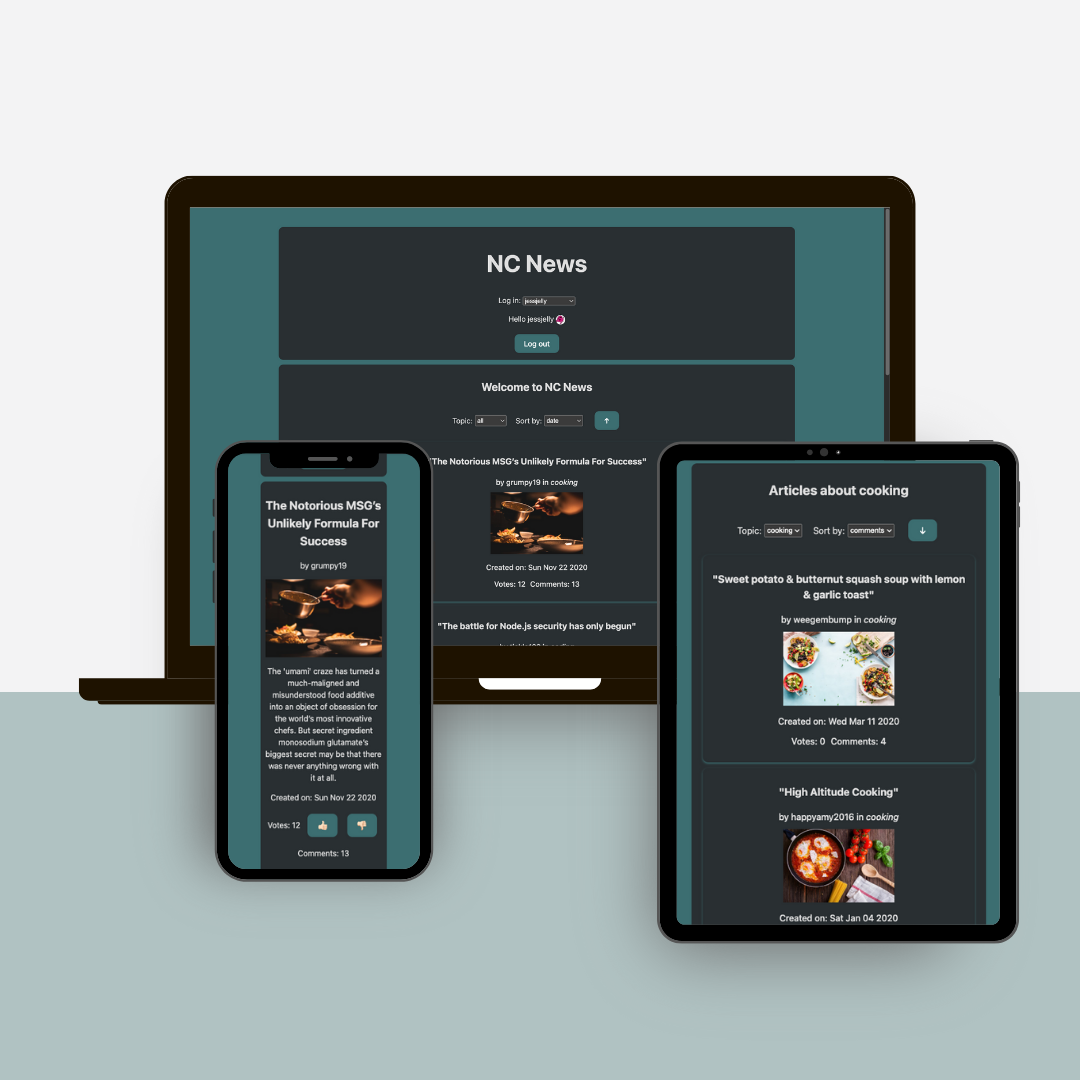 NC News
Log in: jessjelly
Hello jessjelly
Log out
Welcome to NC News
Topic: all Sort by: date
"The Notorious MSG's Unlikely Formula For Success"
by grumpy19 in cooking
Created on: Sun Nov 22 2020
Votes: 12 Comments: 13
"The battle for Node.js security has only begun"
The Notorious MSG's
Unlikely Formula For
Success
by grumpy19
The 'umami' craze has turned a
much-maligned and
misunderstood food additive
into an object of obsession for
the world's most innovative
chefs. But secret ingredient
monosodium glutamate's
biggest secret may be that there
was never anything wrong with
it at all.
Created on: Sun Nov 22 2020
Votes: 12
Comments: 13
Articles about cooking
Topic: cooking Sort by: comments
"Sweet potato & butternut squash soup with lemon
& garlic toast"
by weegembump in cooking
Created on: Wed Mar 11 2020
Votes: 0 Comments: 4
"High Altitude Cooking"
by happyamy2016 in cooking
Created on: Sat Jan 04 2020